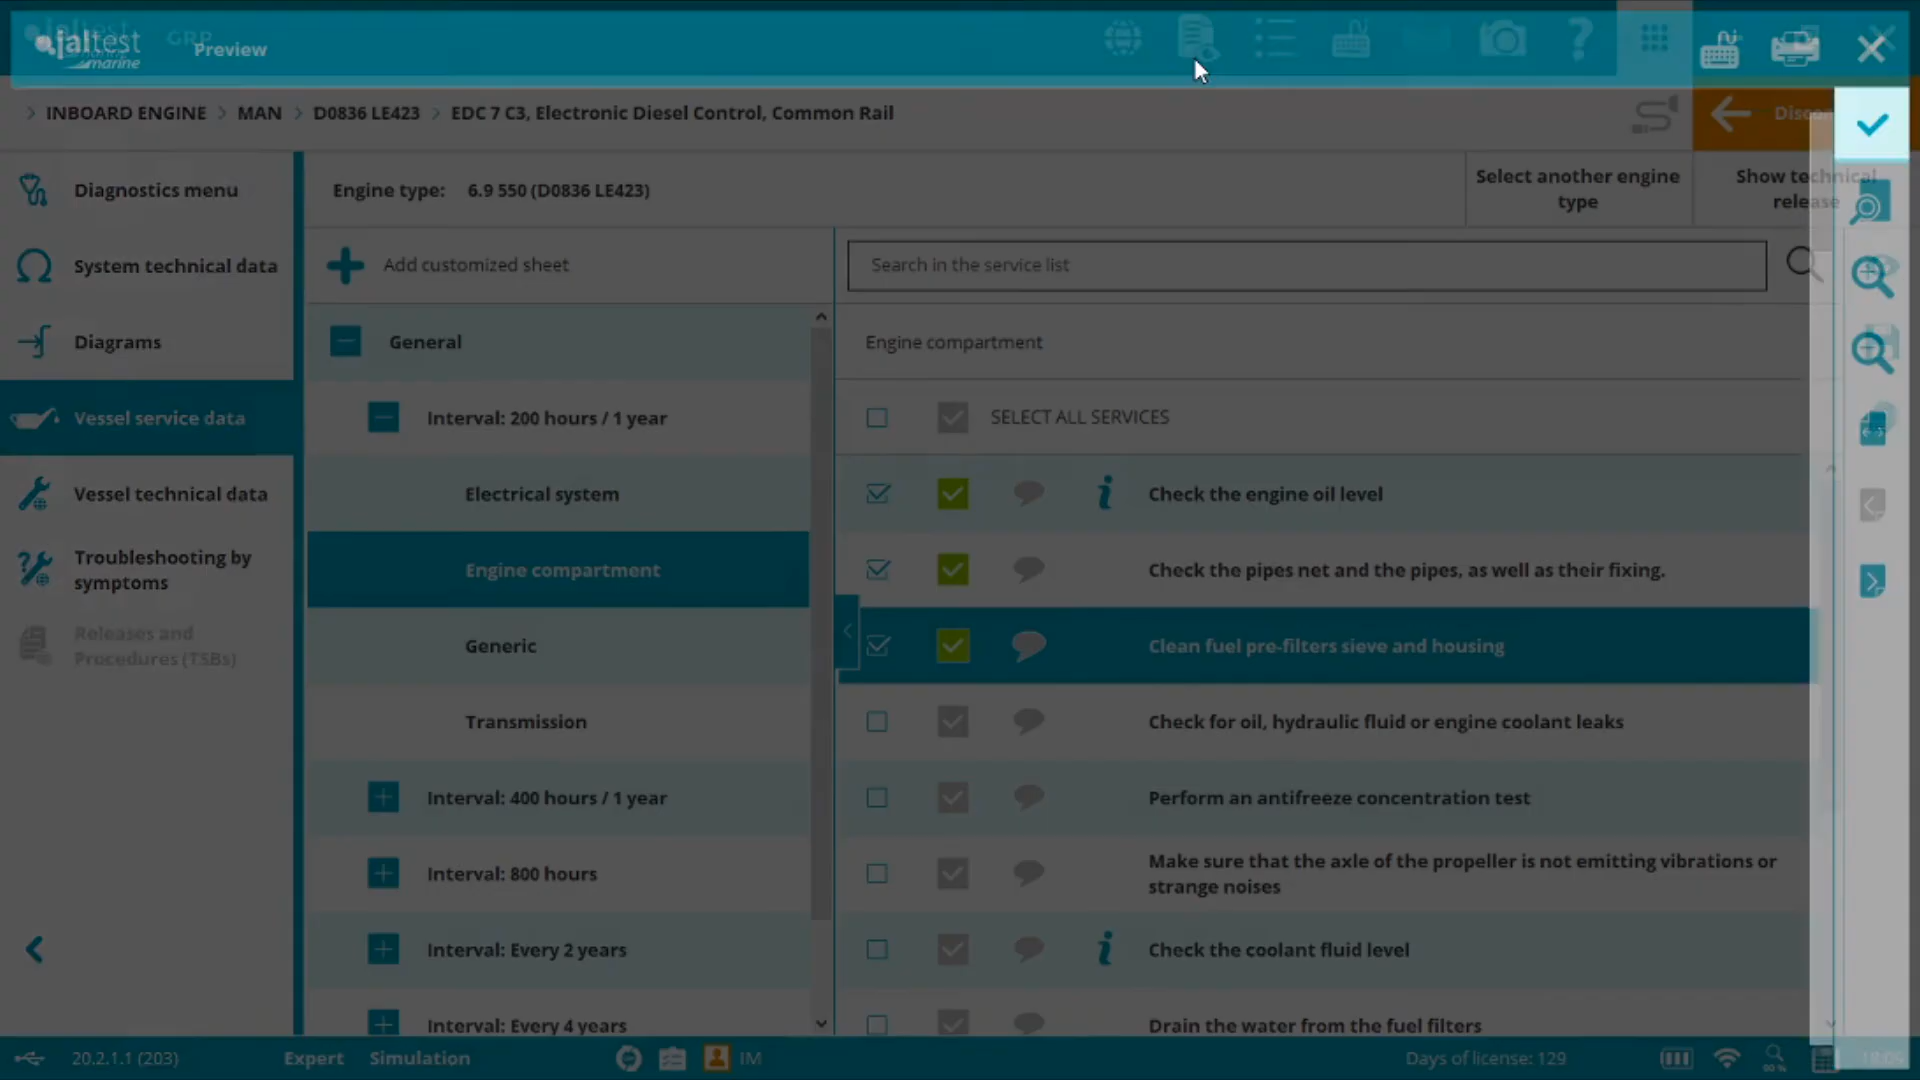 jaltest
marine
GRP
Preview
INBOARD ENGINE > MAN > D0836 LE423 > EDC 7 C3, Electronic Diesel Control, Common Rail
Diagnostics menu
System technical data
Diagrams
Vessel service data
Vessel technical data
Troubleshooting by
symptoms
Releases and
Procedures (TSBs)
Engine type: 6.9 550 (D0836 LE423)
Select another engine
type
Show technical
release
Add customized sheet
Search in the service list
General
Interval: 200 hours / 1 year
Electrical system
Engine compartment
Generic
Transmission
Interval: 400 hours / 1 year
Interval: 800 hours
Interval: Every 2 years
Interval: Every 4 years
Engine compartment
SELECT ALL SERVICES
Check the engine oil level
Check the pipes net and the pipes, as well as their fixing.
Clean fuel pre-filters sieve and housing
Check for oil, hydraulic fluid or engine coolant leaks
Perform an antifreeze concentration test
Make sure that the axle of the propeller is not emitting vibrations or
strange noises
Check the coolant fluid level
Drain the water from the fuel filters
20.2.1.1 (203)
Expert
Simulation
IM
Days of license: 129